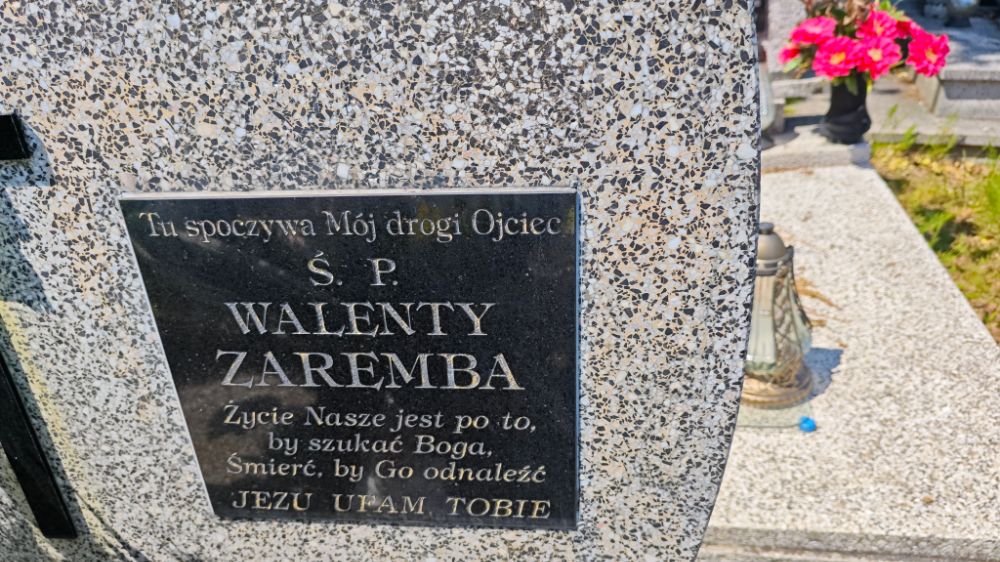 Tu spoczywa Mój drogi Ojciec
Ś. P.
WALENTY
ZAREMBA
Życie Nasze jest po to,
by szukać Boga,
Śmierć, by Go odnaleźć
JEZU UFAM TOBIE